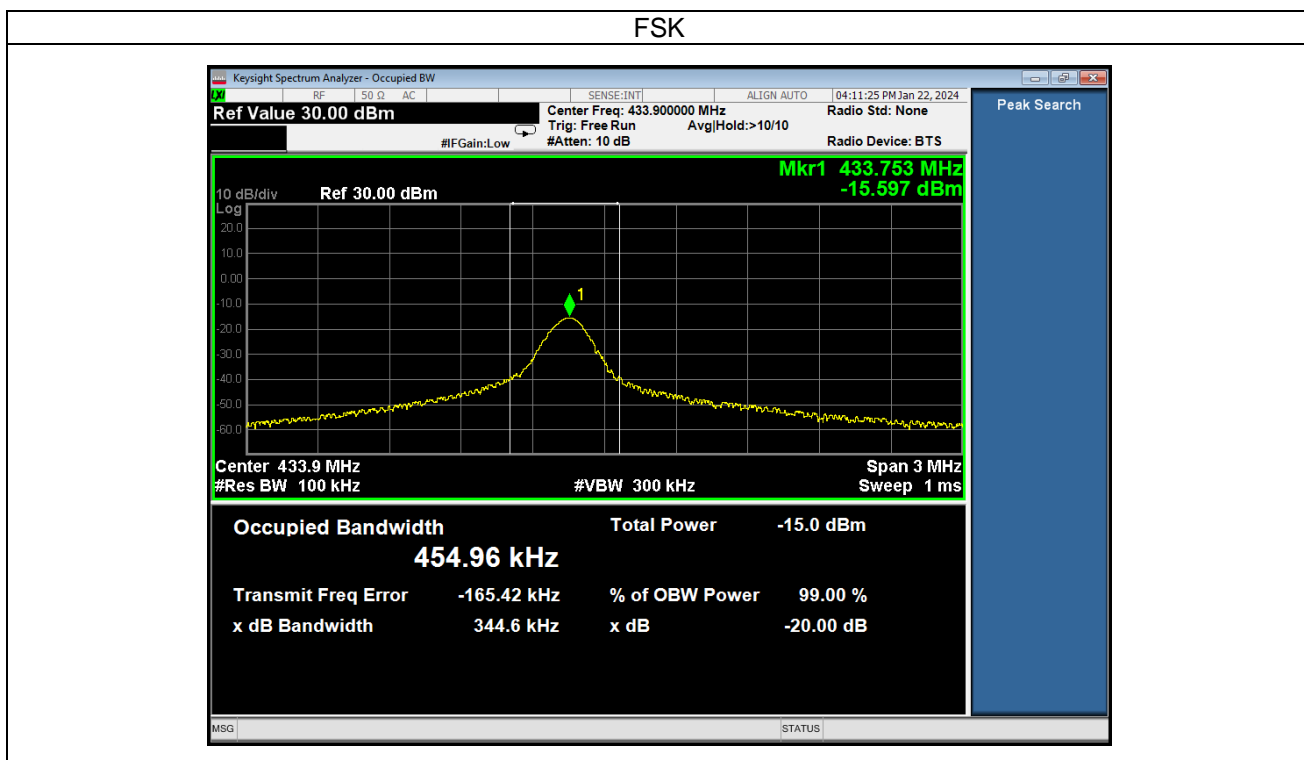 FSK
Keysight Spectrum Analyzer - Occupied BW
LXI RF 50 Ω AC SENSE:INT ALIGN AUTO 04:11:25 PM Jan 22, 2024
Ref Value 30.00 dBm Center Freq: 433.900000 MHz Radio Std: None Peak Search
Trig: Free Run Avg|Hold:>10/10
#IFGain:Low #Atten: 10 dB Radio Device: BTS
Mkr1 433.753 MHz
10 dB/div Ref 30.00 dBm -15.597 dBm
Log
20.0
10.0
0.00
1
-10.0
-20.0
-30.0
-40.0
-50.0
-60.0
Center 433.9 MHz Span 3 MHz
#Res BW 100 kHz #VBW 300 kHz Sweep 1 ms
Occupied Bandwidth Total Power -15.0 dBm
454.96 kHz
Transmit Freq Error -165.42 kHz % of OBW Power 99.00 %
x dB Bandwidth 344.6 kHz x dB -20.00 dB
MSG STATUS